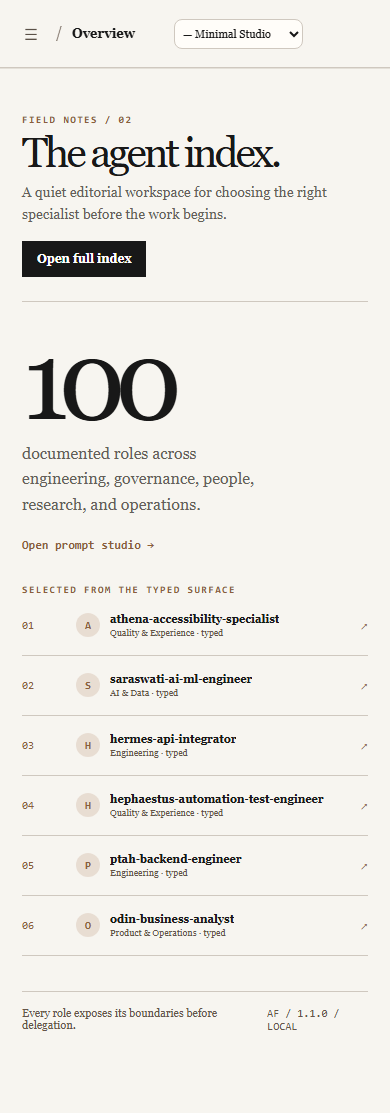 ☰ / Overview — Minimal Studio
FIELD NOTES / 02
The agent index.
A quiet editorial workspace for choosing the right
specialist before the work begins.
Open full index
100
documented roles across
engineering, governance, people,
research, and operations.
Open prompt studio →
SELECTED FROM THE TYPED SURFACE
01 A athena-accessibility-specialist ↗
Quality & Experience · typed
02 S saraswati-ai-ml-engineer ↗
AI & Data · typed
03 H hermes-api-integrator ↗
Engineering · typed
04 H hephaestus-automation-test-engineer ↗
Quality & Experience · typed
05 P ptah-backend-engineer ↗
Engineering · typed
06 O odin-business-analyst ↗
Product & Operations · typed
Every role exposes its boundaries before
delegation.
AF / 1.1.0 /
LOCAL